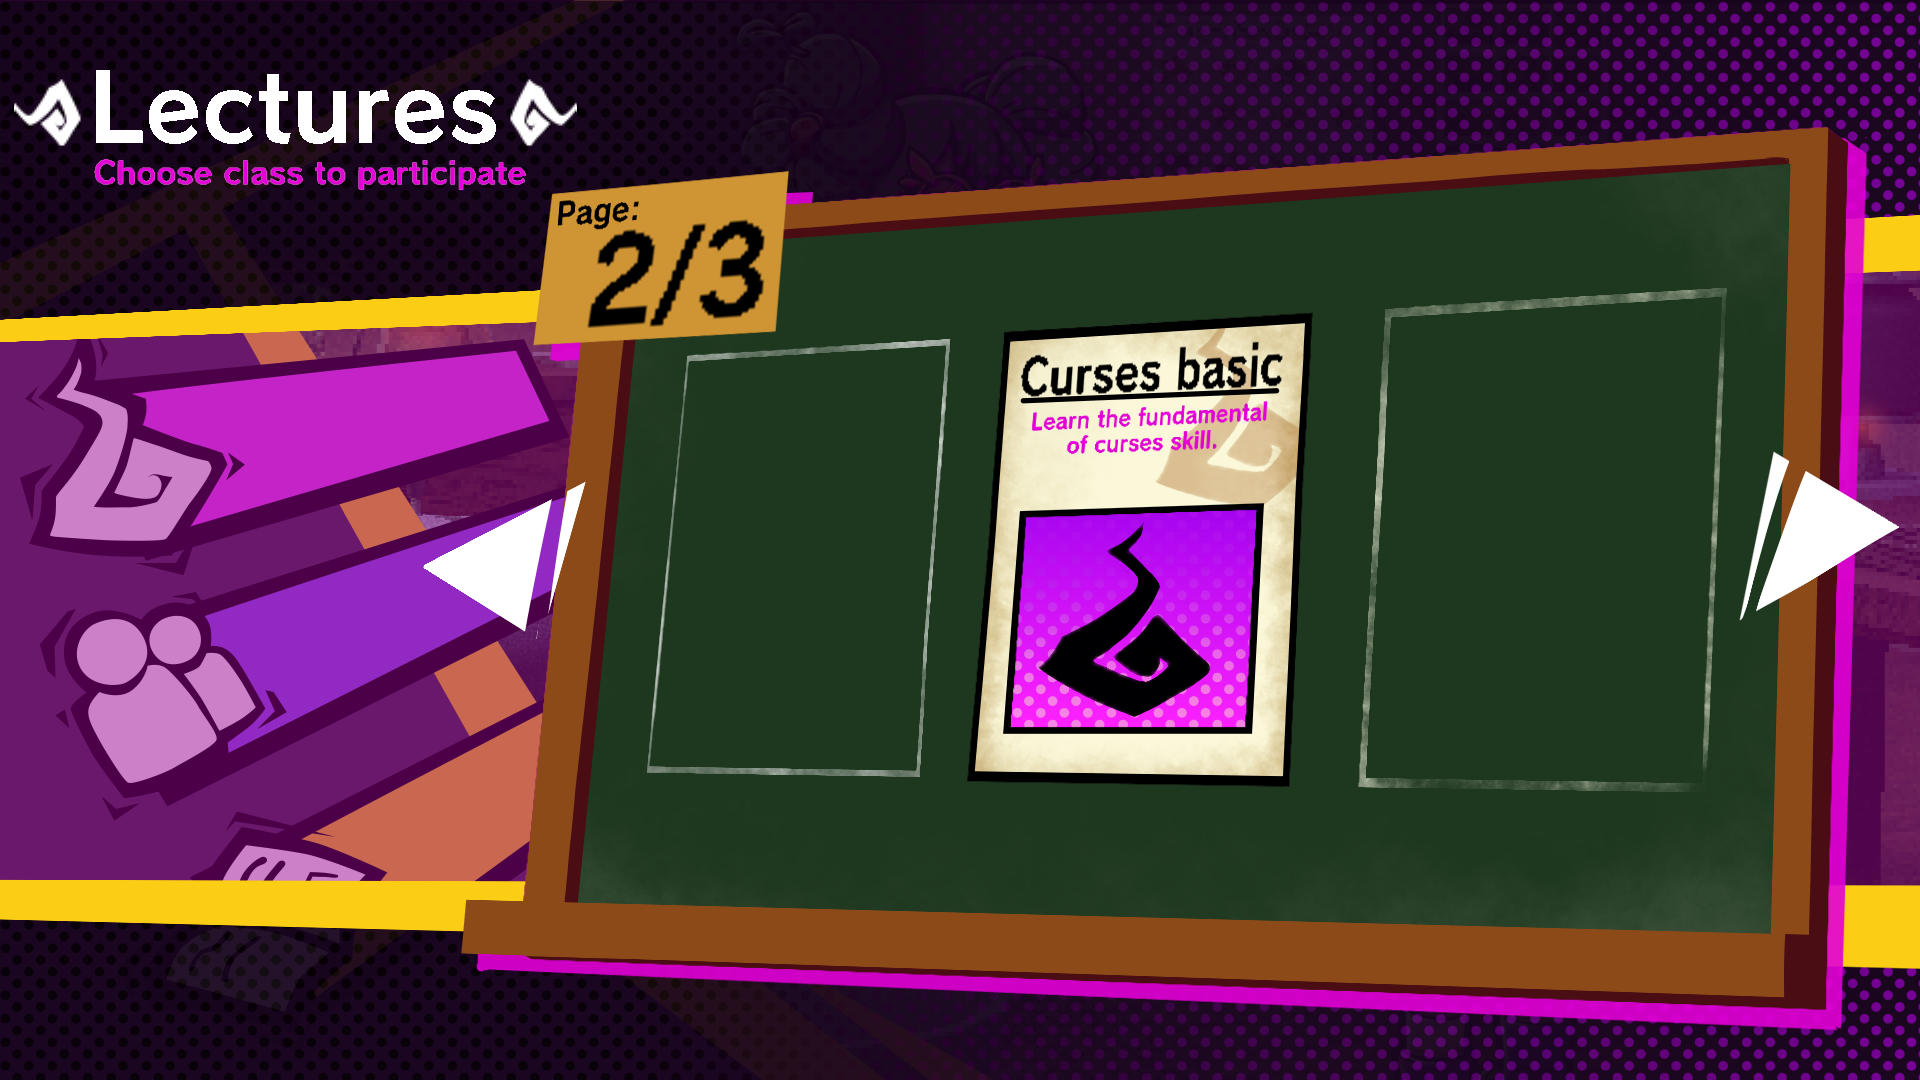 Lectures
Choose class to participate
Page:
2/3
Curses basic
Learn the fundamental
of curses skill.